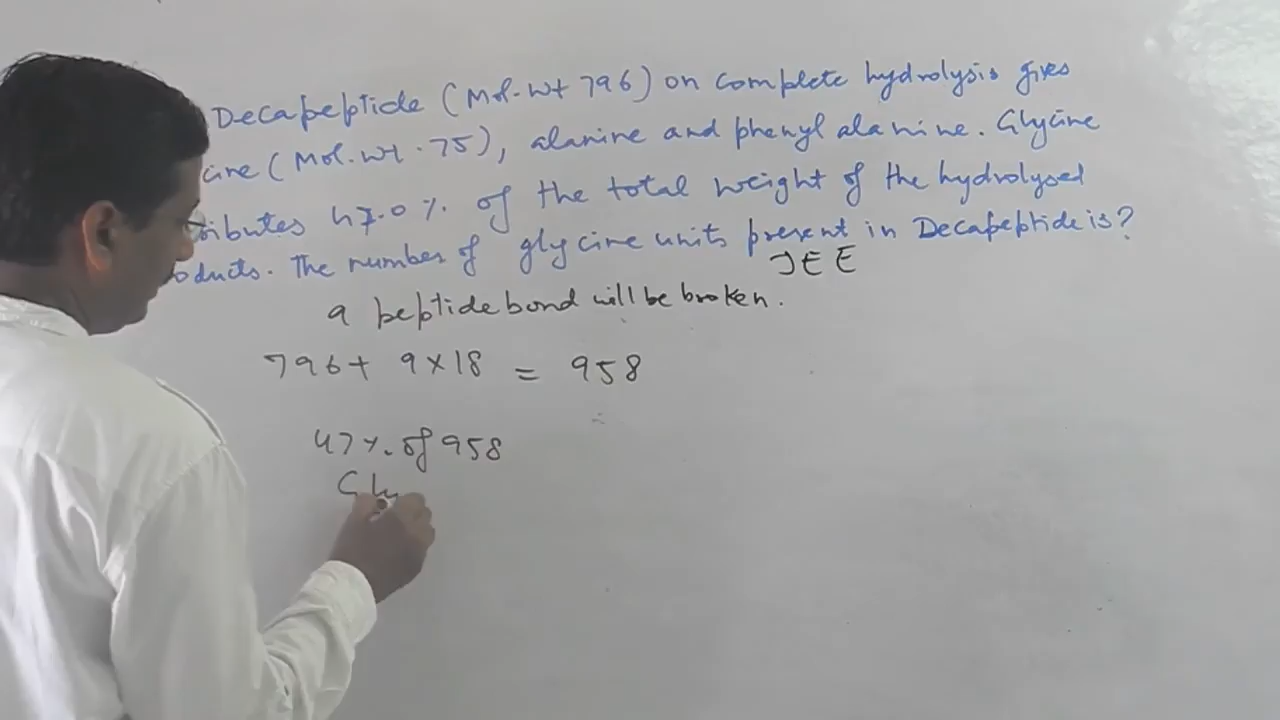 Decapeptide (Mol.wt 796) on complete hydrolysis gives
cine (Mol.wt. 75), alanine and phenyl alanine. Glycine
ributes 47.0 %. of the total weight of the hydrolysed
oducts. The number of glycine units present in Decapeptide is?
JEE
9 peptide bond will be broken.
796 + 9 × 18 = 958
47 %. of 958
Gly